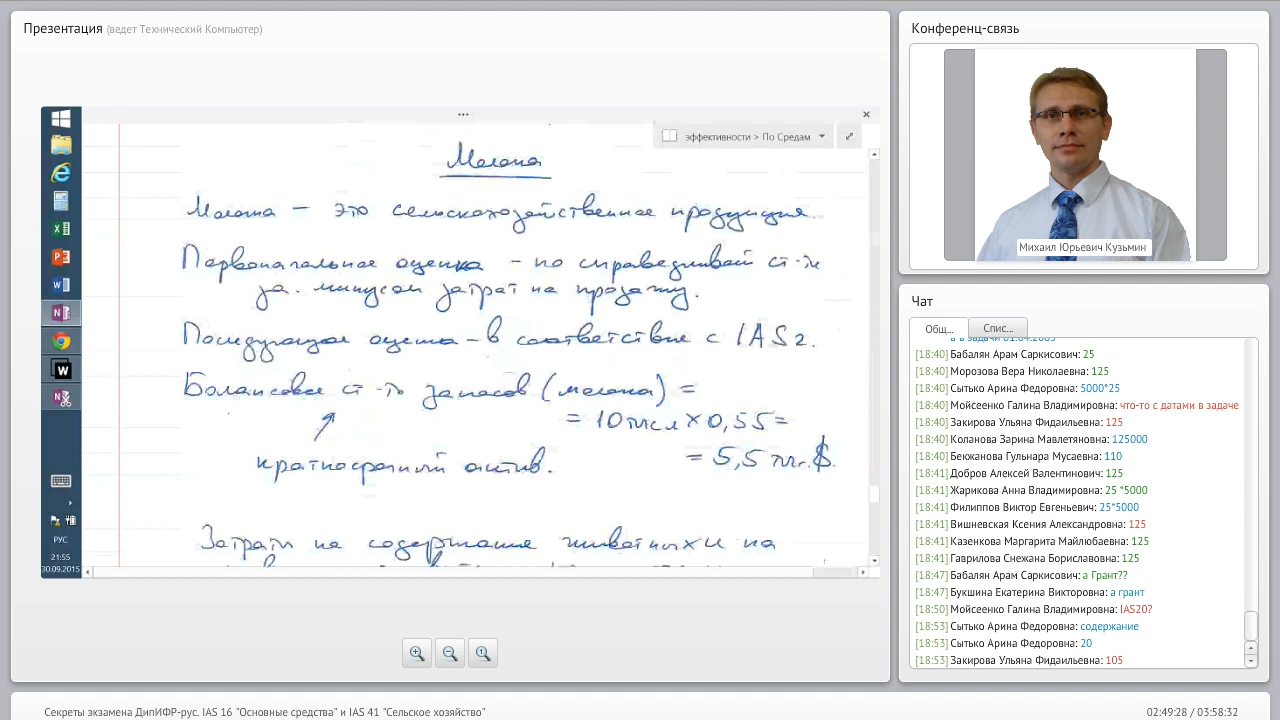 Презентация (ведет Технический Компьютер)
эффективности > По Средам
Молоко
Молоко – это сельскохозяйственная продукция.
Первоначальная оценка – по справедливой ст-ти
за. минусом затрат на продажу.
Последующая оценка – в соответствие с IAS 2.
Балансовая ст-ть запасов (молока) =
= 10 млн × 0,55 =
= 5,5 млн. $.
краткосрочный актив.
Затраты на содержание животных и на
РУС
21:55
30.09.2015
Конференц-связь
Михаил Юрьевич Кузьмин
Чат
Общ...
Спис...
а в задачи 01.04.2003
[18:40] Бабалян Арам Саркисович: 25
[18:40] Морозова Вера Николаевна: 125
[18:40] Сытько Арина Федоровна: 5000*25
[18:40] Мойсеенко Галина Владимировна: что-то с датами в задаче
[18:40] Закирова Ульяна Фидаильевна: 125
[18:40] Коланова Зарина Мавлетяновна: 125000
[18:40] Беюжанова Гульнара Мусаевна: 110
[18:41] Добров Алексей Валентинович: 125
[18:41] Жарикова Анна Владимировна: 25 *5000
[18:41] Филиппов Виктор Евгеньевич: 25*5000
[18:41] Вишневская Ксения Александровна: 125
[18:41] Казенкова Маргарита Майлюбаевна: 125
[18:41] Гаврилова Снежана Бориславовна: 125
[18:47] Бабалян Арам Саркисович: а Грант??
[18:47] Букшина Екатерина Викторовна: а грант
[18:50] Мойсеенко Галина Владимировна: IAS20?
[18:53] Сытько Арина Федоровна: содержание
[18:53] Сытько Арина Федоровна: 20
[18:53] Закирова Ульяна Фидаильевна: 105
Секреты экзамена ДипИФР-рус. IAS 16 "Основные средства" и IAS 41 "Сельское хозяйство"
02:49:28 / 03:58:32